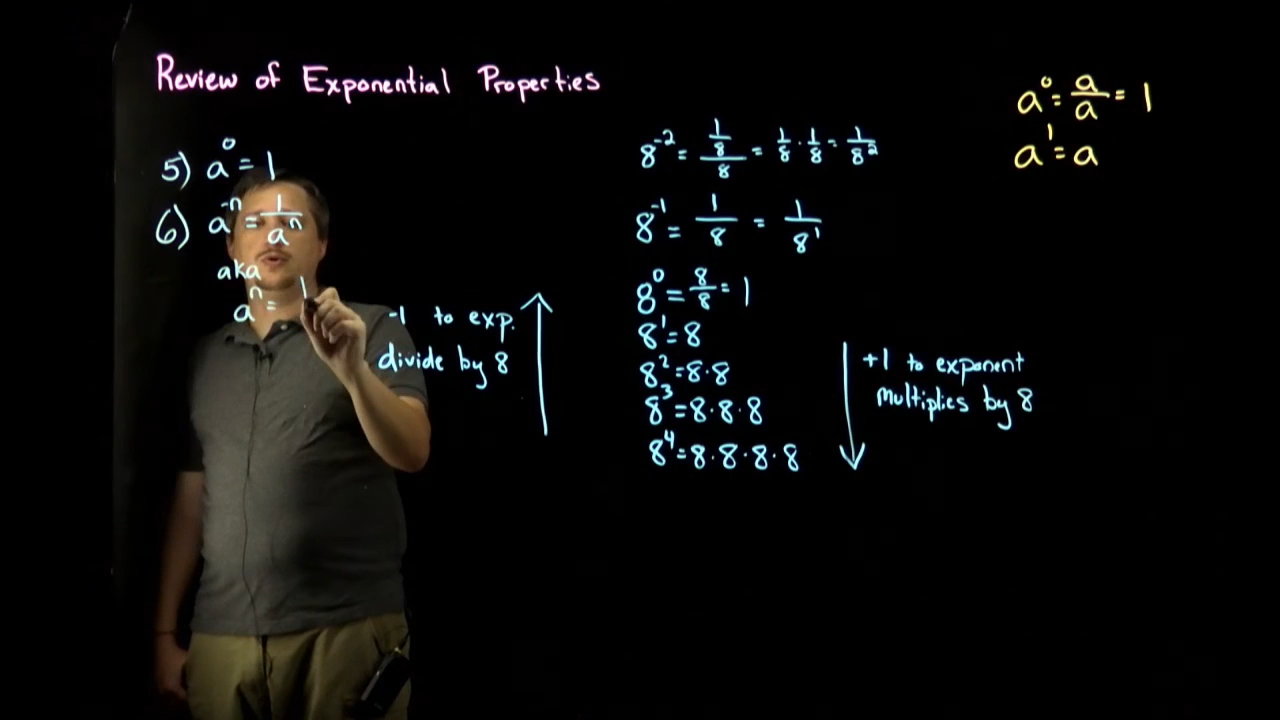 Review of Exponential Properties
5) a⁰ = 1
6) a⁻ⁿ = 1/aⁿ
aka
aⁿ = 1
-1 to exp.
divide by 8
8⁻² = (1/8)/8 = 1/8 · 1/8 = 1/8²
8⁻¹ = 1/8 = 1/8¹
8⁰ = 8/8 = 1
8¹ = 8
8² = 8·8
8³ = 8·8·8
8⁴ = 8·8·8·8
+1 to exponent
multiplies by 8
a⁰ = a/a = 1
a¹ = a